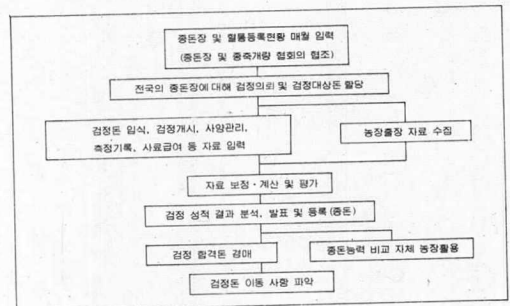 종돈장 및 혈통등록현황 매월 입력
(종돈장 및 종축개량 협회의 협조)
전국의 종돈장에 대해 검정의뢰 및 검정대상돈 할당
검정돈 입식, 검정개시, 사양관리,
측정기록, 사료급여 등 자료 입력
농장출장 자료 수집
자료 보정·계산 및 평가
검정 성적 결과 분석, 발표 및 등록(종돈)
검정 합격돈 경매
종돈능력 비교 자체 농장활용
검정돈 이동 사항 파악